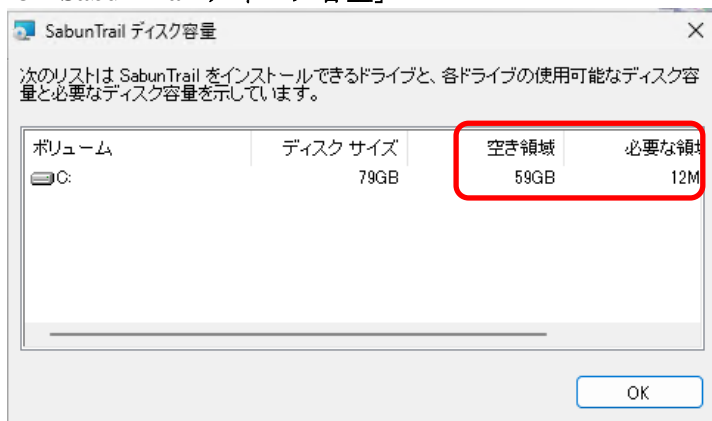 SabunTrail ディスク容量
次のリストは SabunTrail をインストールできるドライブと、各ドライブの使用可能なディスク容
量と必要なディスク容量を示しています。
ボリューム ディスク サイズ 空き領域 必要な領
C: 79GB 59GB 12M
OK